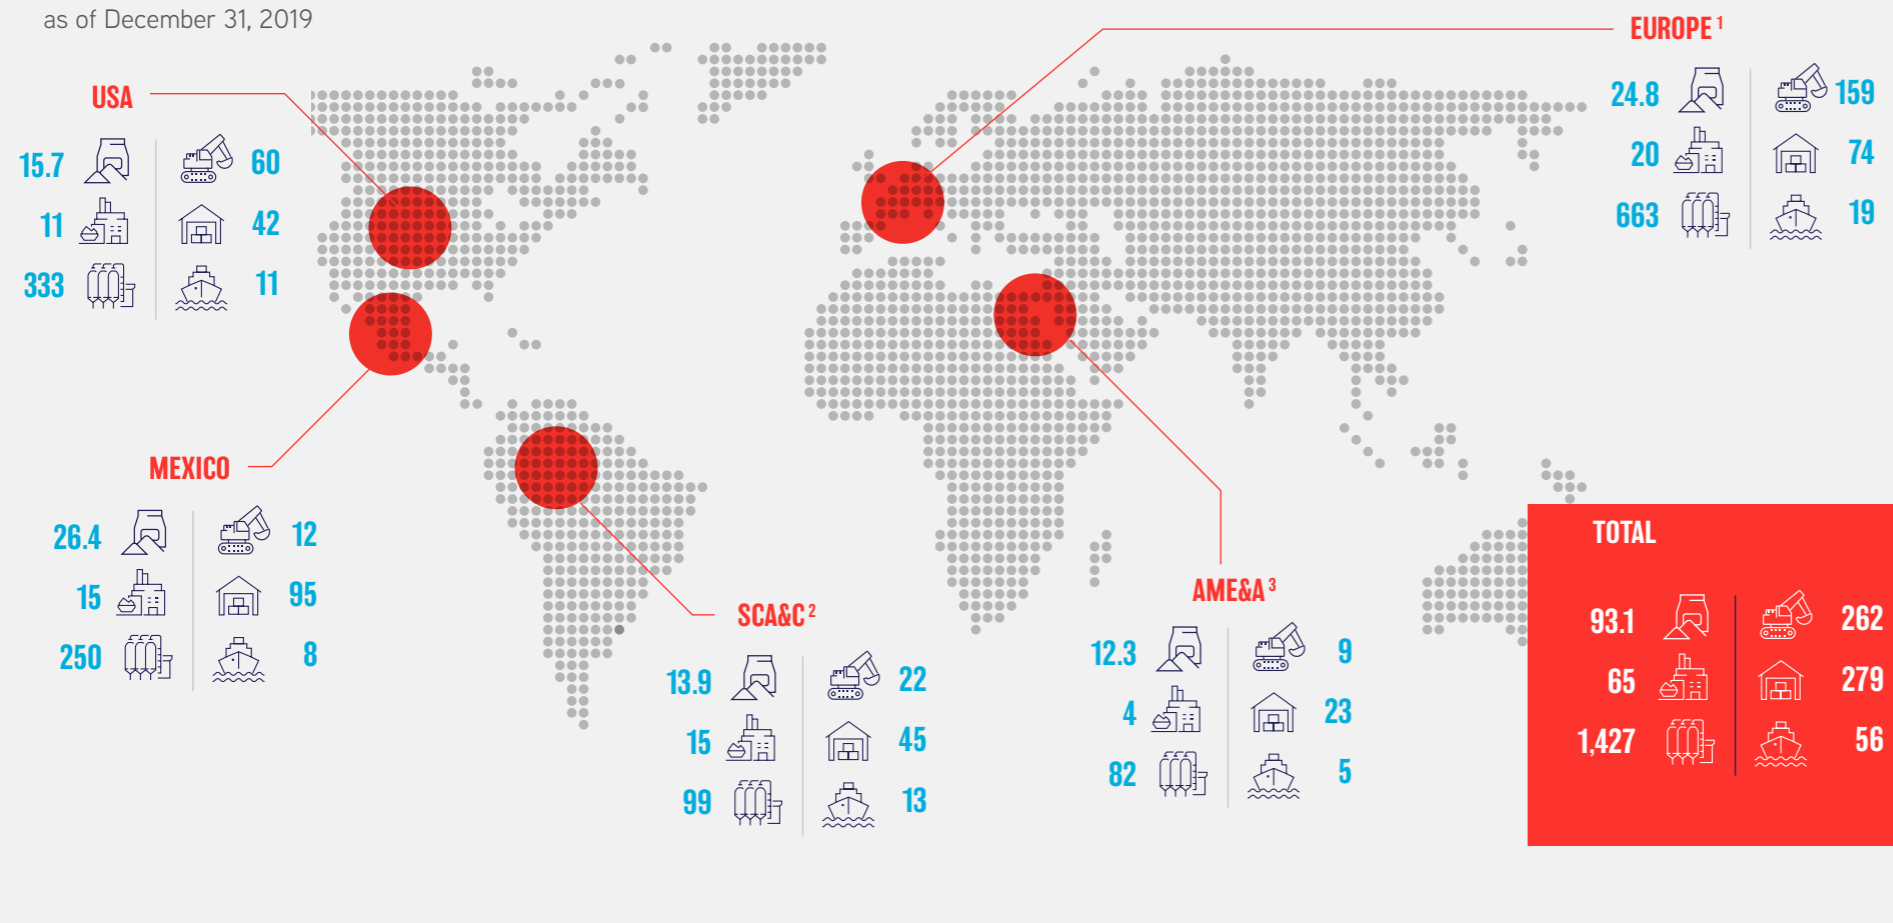 as of December 31, 2019
EUROPE 1
24.8 159
20 74
663 19
USA
15.7 60
11 42
333 11
MEXICO
26.4 12
15 95
250 8
SCA&C 2
13.9 22
15 45
99 13
AME&A 3
12.3 9
4 23
82 5
TOTAL
93.1 262
65 279
1,427 56